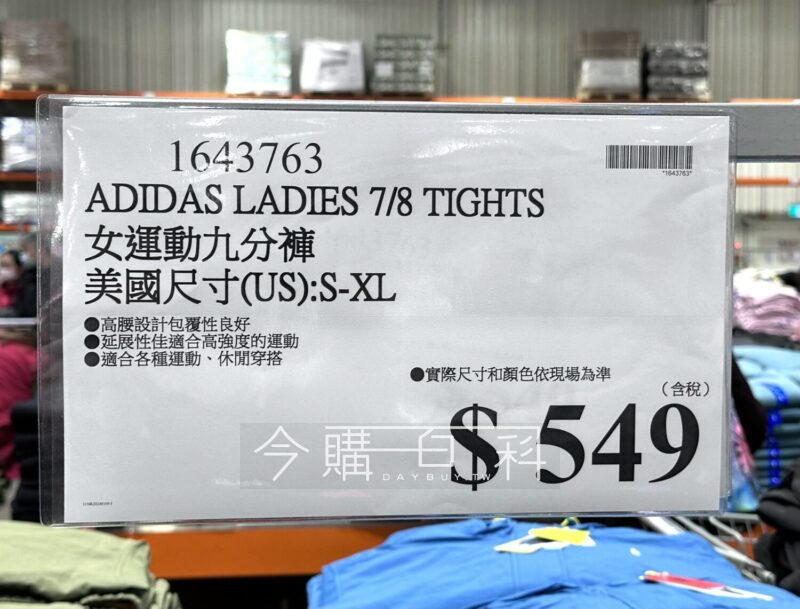 1643763
*1643763*
ADIDAS LADIES 7/8 TIGHTS
女運動九分褲
美國尺寸(US):S-XL
●高腰設計包覆性良好
●延展性佳適合高強度的運動
●適合各種運動、休閒穿搭
●實際尺寸和顏色依現場為準
(含稅)
$ 549
今購百科
DAYBUY.TW